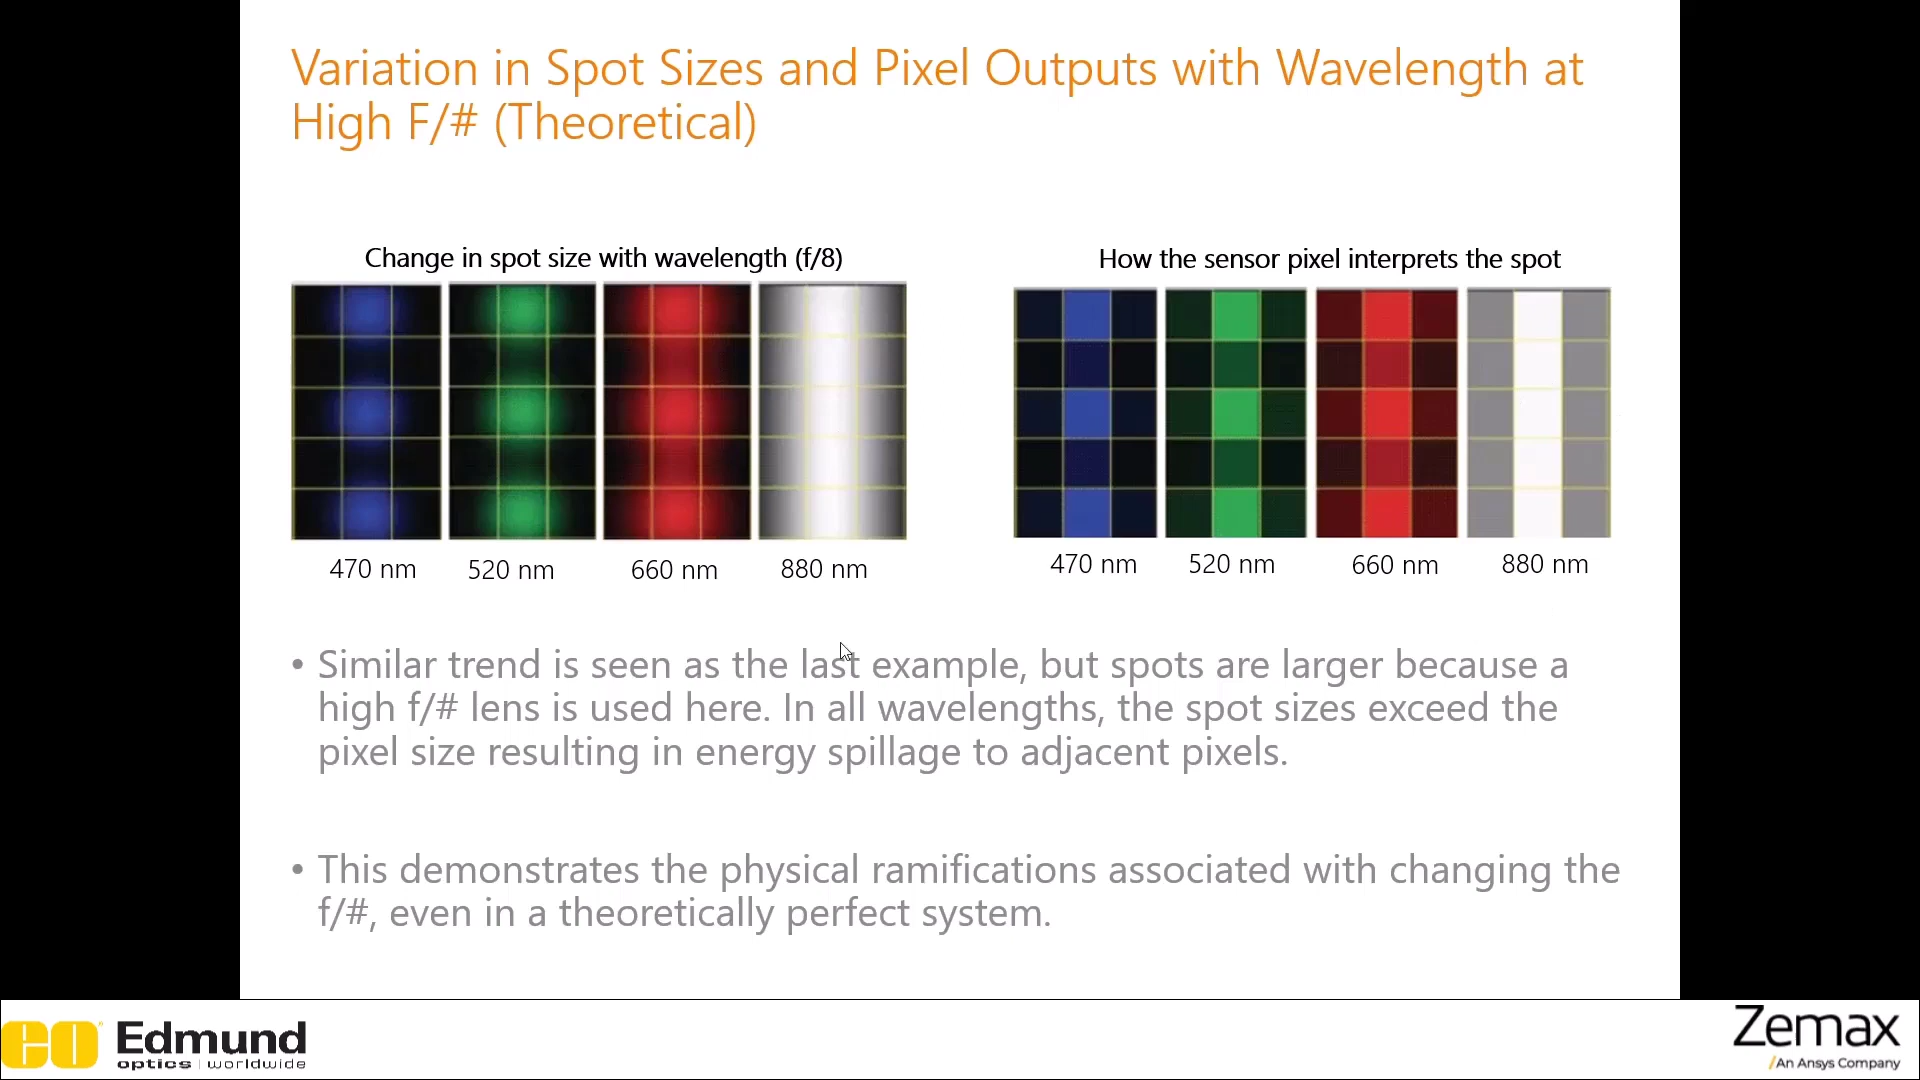 Variation in Spot Sizes and Pixel Outputs with Wavelength at
High F/# (Theoretical)
Change in spot size with wavelength (f/8)
470 nm 520 nm 660 nm 880 nm
How the sensor pixel interprets the spot
470 nm 520 nm 660 nm 880 nm
• Similar trend is seen as the last example, but spots are larger because a
high f/# lens is used here. In all wavelengths, the spot sizes exceed the
pixel size resulting in energy spillage to adjacent pixels.
• This demonstrates the physical ramifications associated with changing the
f/#, even in a theoretically perfect system.
EO Edmund
optics | worldwide
Zemax
/An Ansys Company